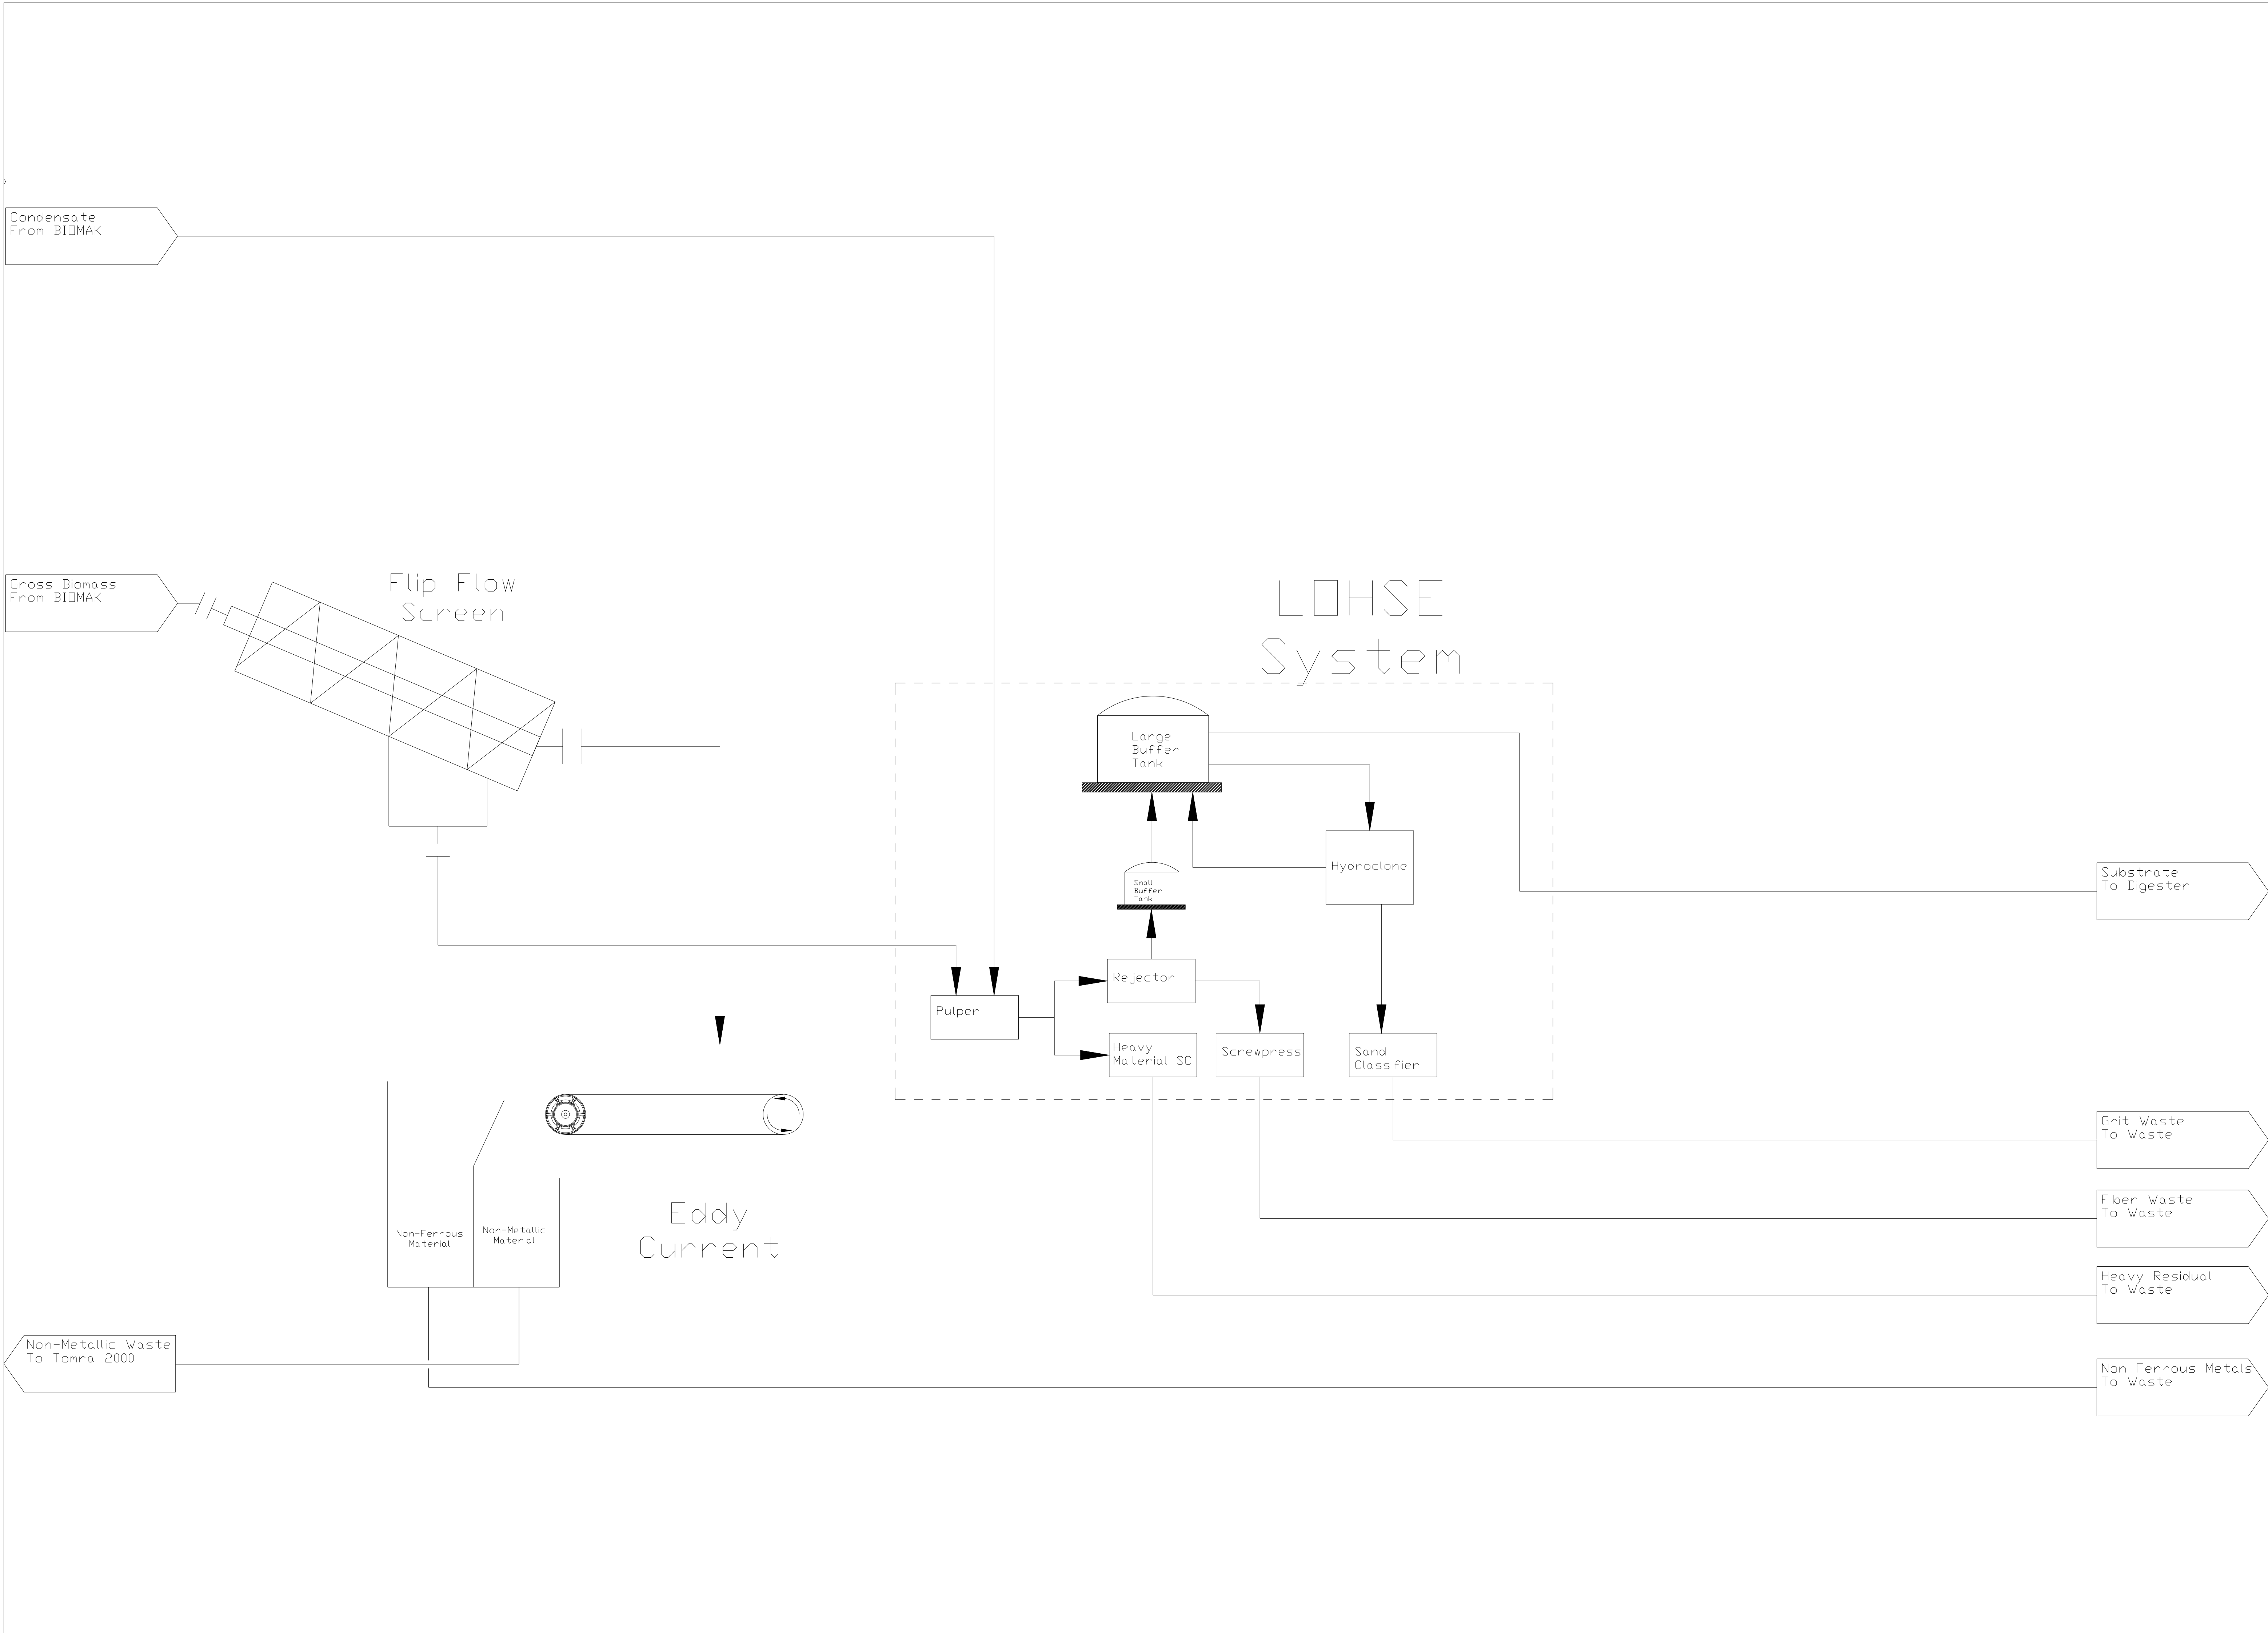 Condensate
From BIOMAK
Gross Biomass
From BIOMAK
Flip Flow
Screen
LOHSE
System
Large
Buffer
Tank
Hydroclone
Small
Buffer
Tank
Substrate
To Digester
Rejector
Pulper
Heavy
Material SC
Screwpress
Sand
Classifier
Grit Waste
To Waste
Fiber Waste
To Waste
Eddy
Current
Non-Ferrous
Material
Non-Metallic
Material
Heavy Residual
To Waste
Non-Metallic Waste
To Tomra 2000
Non-Ferrous Metals
To Waste